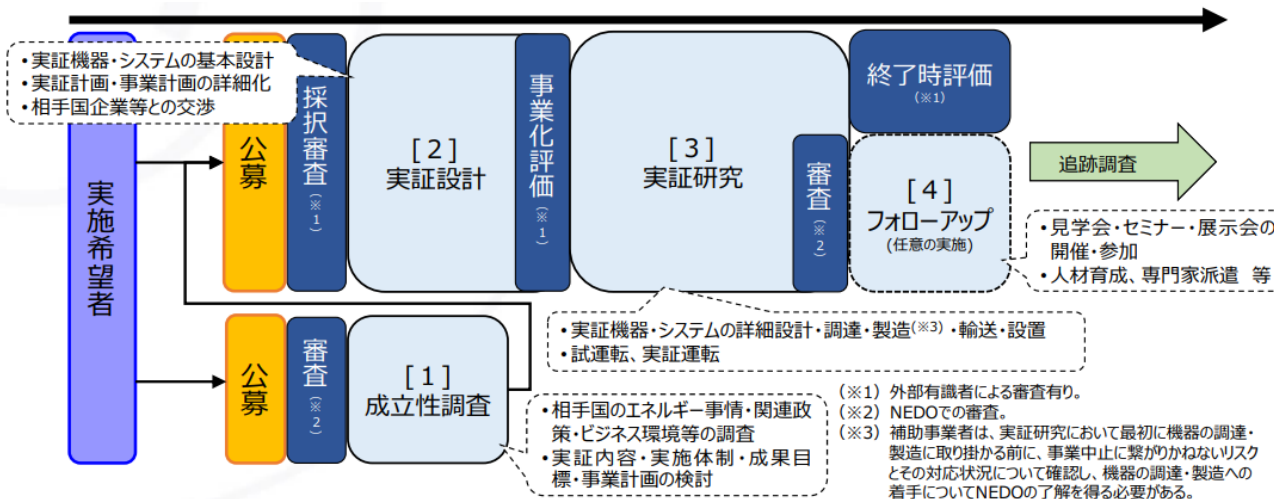 ・実証機器・システムの基本設計
・実証計画・事業計画の詳細化
・相手国企業等との交渉
実施希望者
公募
採択審査(※1)
[2]
実証設計
事業化評価(※1)
[3]
実証研究
審査(※2)
終了時評価
(※1)
[4]
フォローアップ
(任意の実施)
追跡調査
・見学会・セミナー・展示会の
開催・参加
・人材育成、専門家派遣 等
・実証機器・システムの詳細設計・調達・製造(※3)・輸送・設置
・試運転、実証運転
公募
審査(※2)
[1]
成立性調査
・相手国のエネルギー事情・関連政
策・ビジネス環境等の調査
・実証内容・実施体制・成果目
標・事業計画の検討
(※1) 外部有識者による審査有り。
(※2) NEDOでの審査。
(※3) 補助事業者は、実証研究において最初に機器の調達・
製造に取り掛かる前に、事業中止に繋がりかねないリスク
とその対応状況について確認し、機器の調達・製造への
着手についてNEDOの了解を得る必要がある。